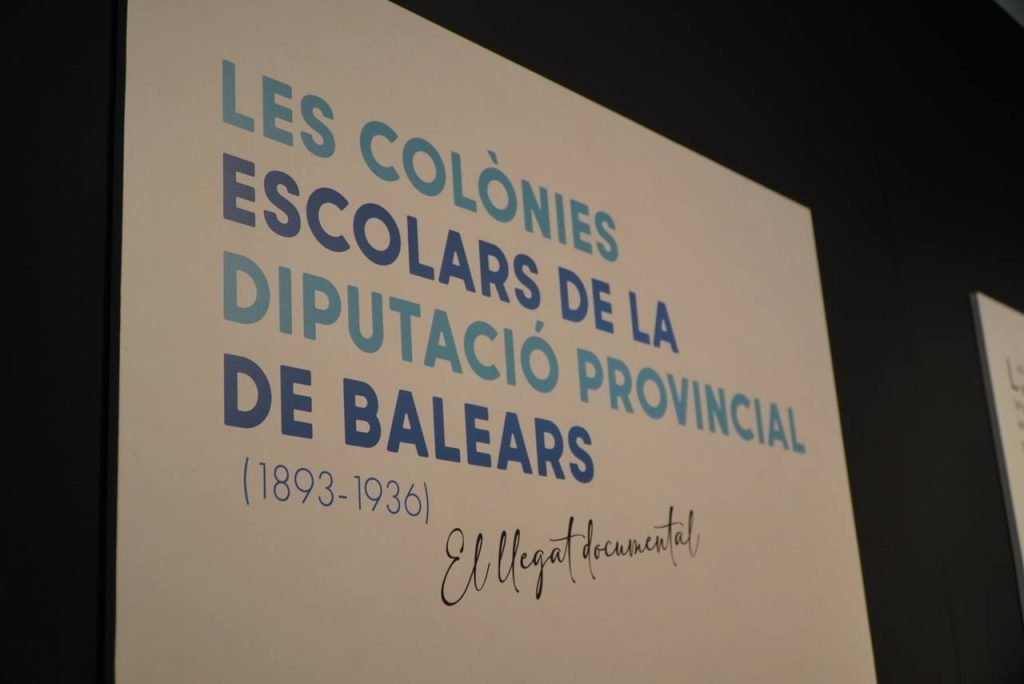 LES COLÒNIES
ESCOLARS DE LA
DIPUTACIÓ PROVINCIAL
DE BALEARS
(1893-1936)
El llegat documental